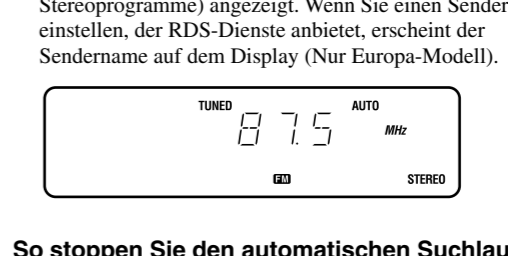 Stereoprogramme) angezeigt. Wenn Sie einen Sender
einstellen, der RDS-Dienste anbietet, erscheint der
Sendername auf dem Display (Nur Europa-Modell).
TUNED AUTO
87.5 MHz
FM STEREO
So stoppen Sie den automatischen